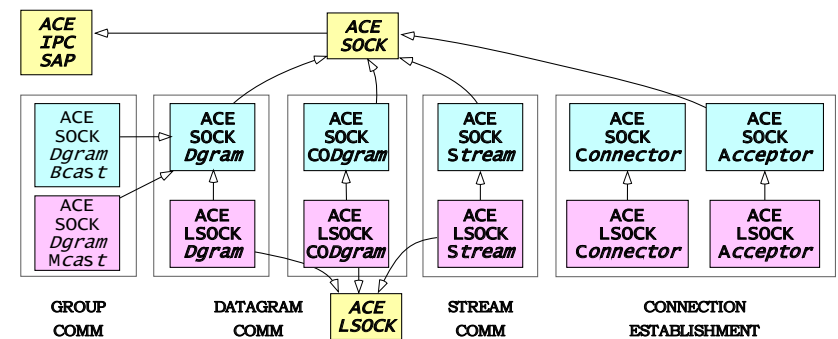 ACE
IPC
SAP
ACE
SOCK
ACE
SOCK
Dgram
Bcast
ACE
SOCK
Dgram
Mcast
ACE
SOCK
Dgram
ACE
LSOCK
Dgram
ACE
SOCK
CODgram
ACE
LSOCK
CODgram
ACE
SOCK
Stream
ACE
LSOCK
Stream
ACE
SOCK
Connector
ACE
LSOCK
Connector
ACE
SOCK
Acceptor
ACE
LSOCK
Acceptor
ACE
LSOCK
GROUP
COMM
DATAGRAM
COMM
STREAM
COMM
CONNECTION
ESTABLISHMENT